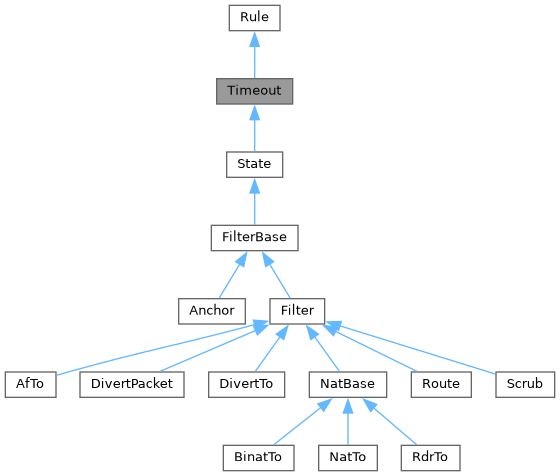 Rule
Timeout
State
FilterBase
Anchor
Filter
AfTo
DivertPacket
DivertTo
NatBase
Route
Scrub
BinatTo
NatTo
RdrTo